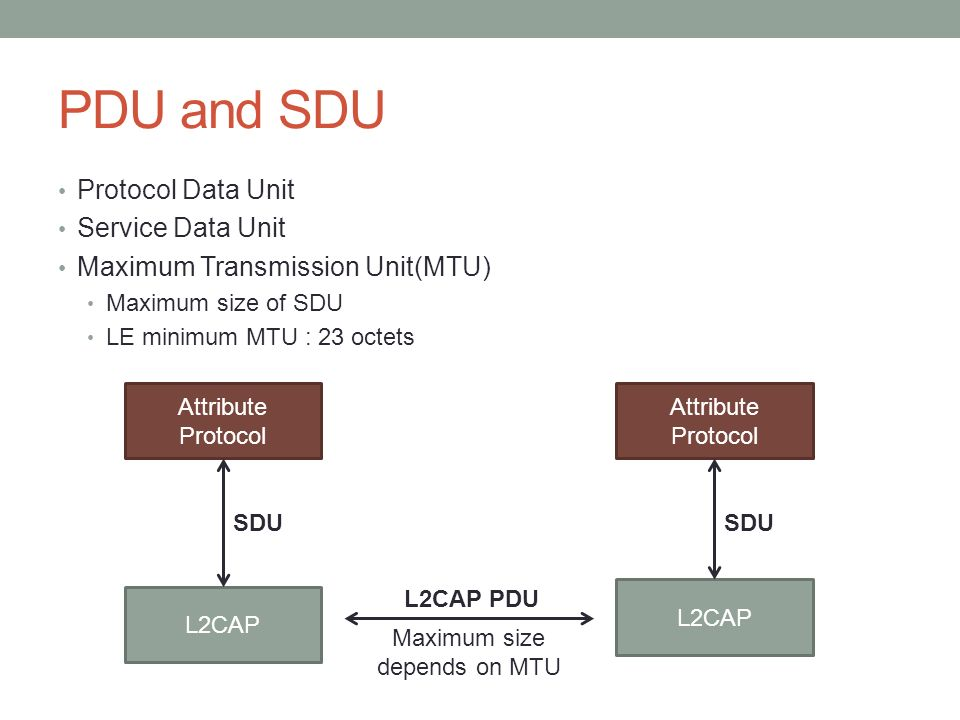 PDU and SDU
• Protocol Data Unit
• Service Data Unit
• Maximum Transmission Unit(MTU)
• Maximum size of SDU
• LE minimum MTU : 23 octets
Attribute
Protocol
Attribute
Protocol
SDU
SDU
L2CAP
L2CAP PDU
Maximum size
depends on MTU
L2CAP